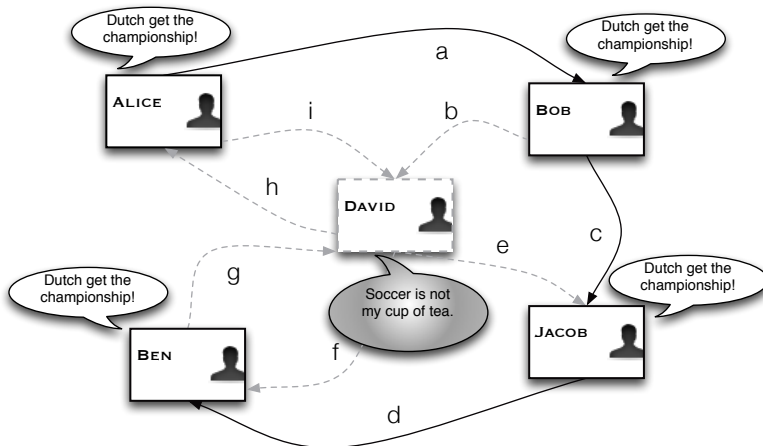 Dutch get the
championship!
a
Dutch get the
championship!
ALICE
BOB
i
b
h
DAVID
c
e
g
Dutch get the
championship!
Soccer is not
my cup of tea.
Dutch get the
championship!
JACOB
BEN
f
d